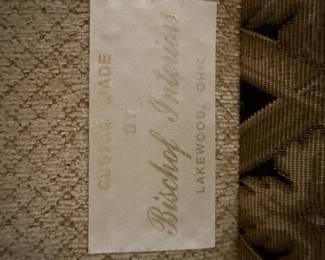 CUSTOM MADE
BY
Bischof Interiors
LAKEWOOD, OHIO